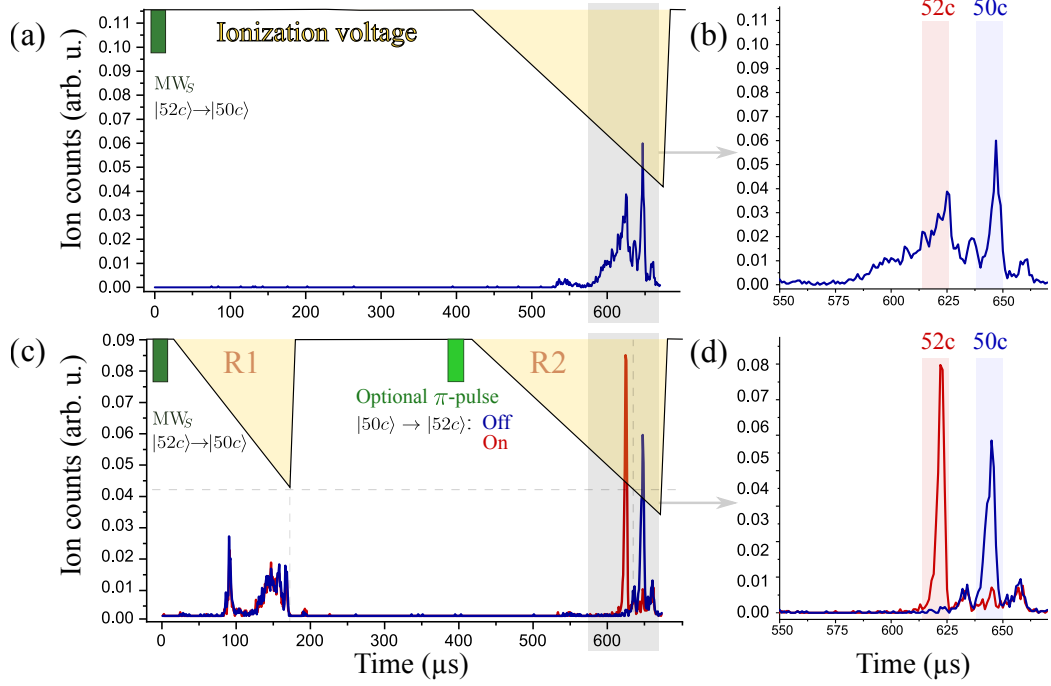 (a)
Ionization voltage
MW_S
|52c⟩→|50c⟩
Ion counts (arb. u.)
0.11
0.10
0.09
0.08
0.07
0.06
0.05
0.04
0.03
0.02
0.01
0.00
0 100 200 300 400 500 600
(b)
52c 50c
0.11
0.10
0.09
0.08
0.07
0.06
0.05
0.04
0.03
0.02
0.01
0.00
550 575 600 625 650
(c)
R1
R2
MW_S
|52c⟩→|50c⟩
Optional π-pulse
|50c⟩ → |52c⟩: Off
On
Ion counts (arb. u.)
0.09
0.08
0.07
0.06
0.05
0.04
0.03
0.02
0.01
0.00
0 100 200 300 400 500 600
Time (µs)
(d)
52c 50c
0.08
0.07
0.06
0.05
0.04
0.03
0.02
0.01
0.00
550 575 600 625 650
Time (µs)